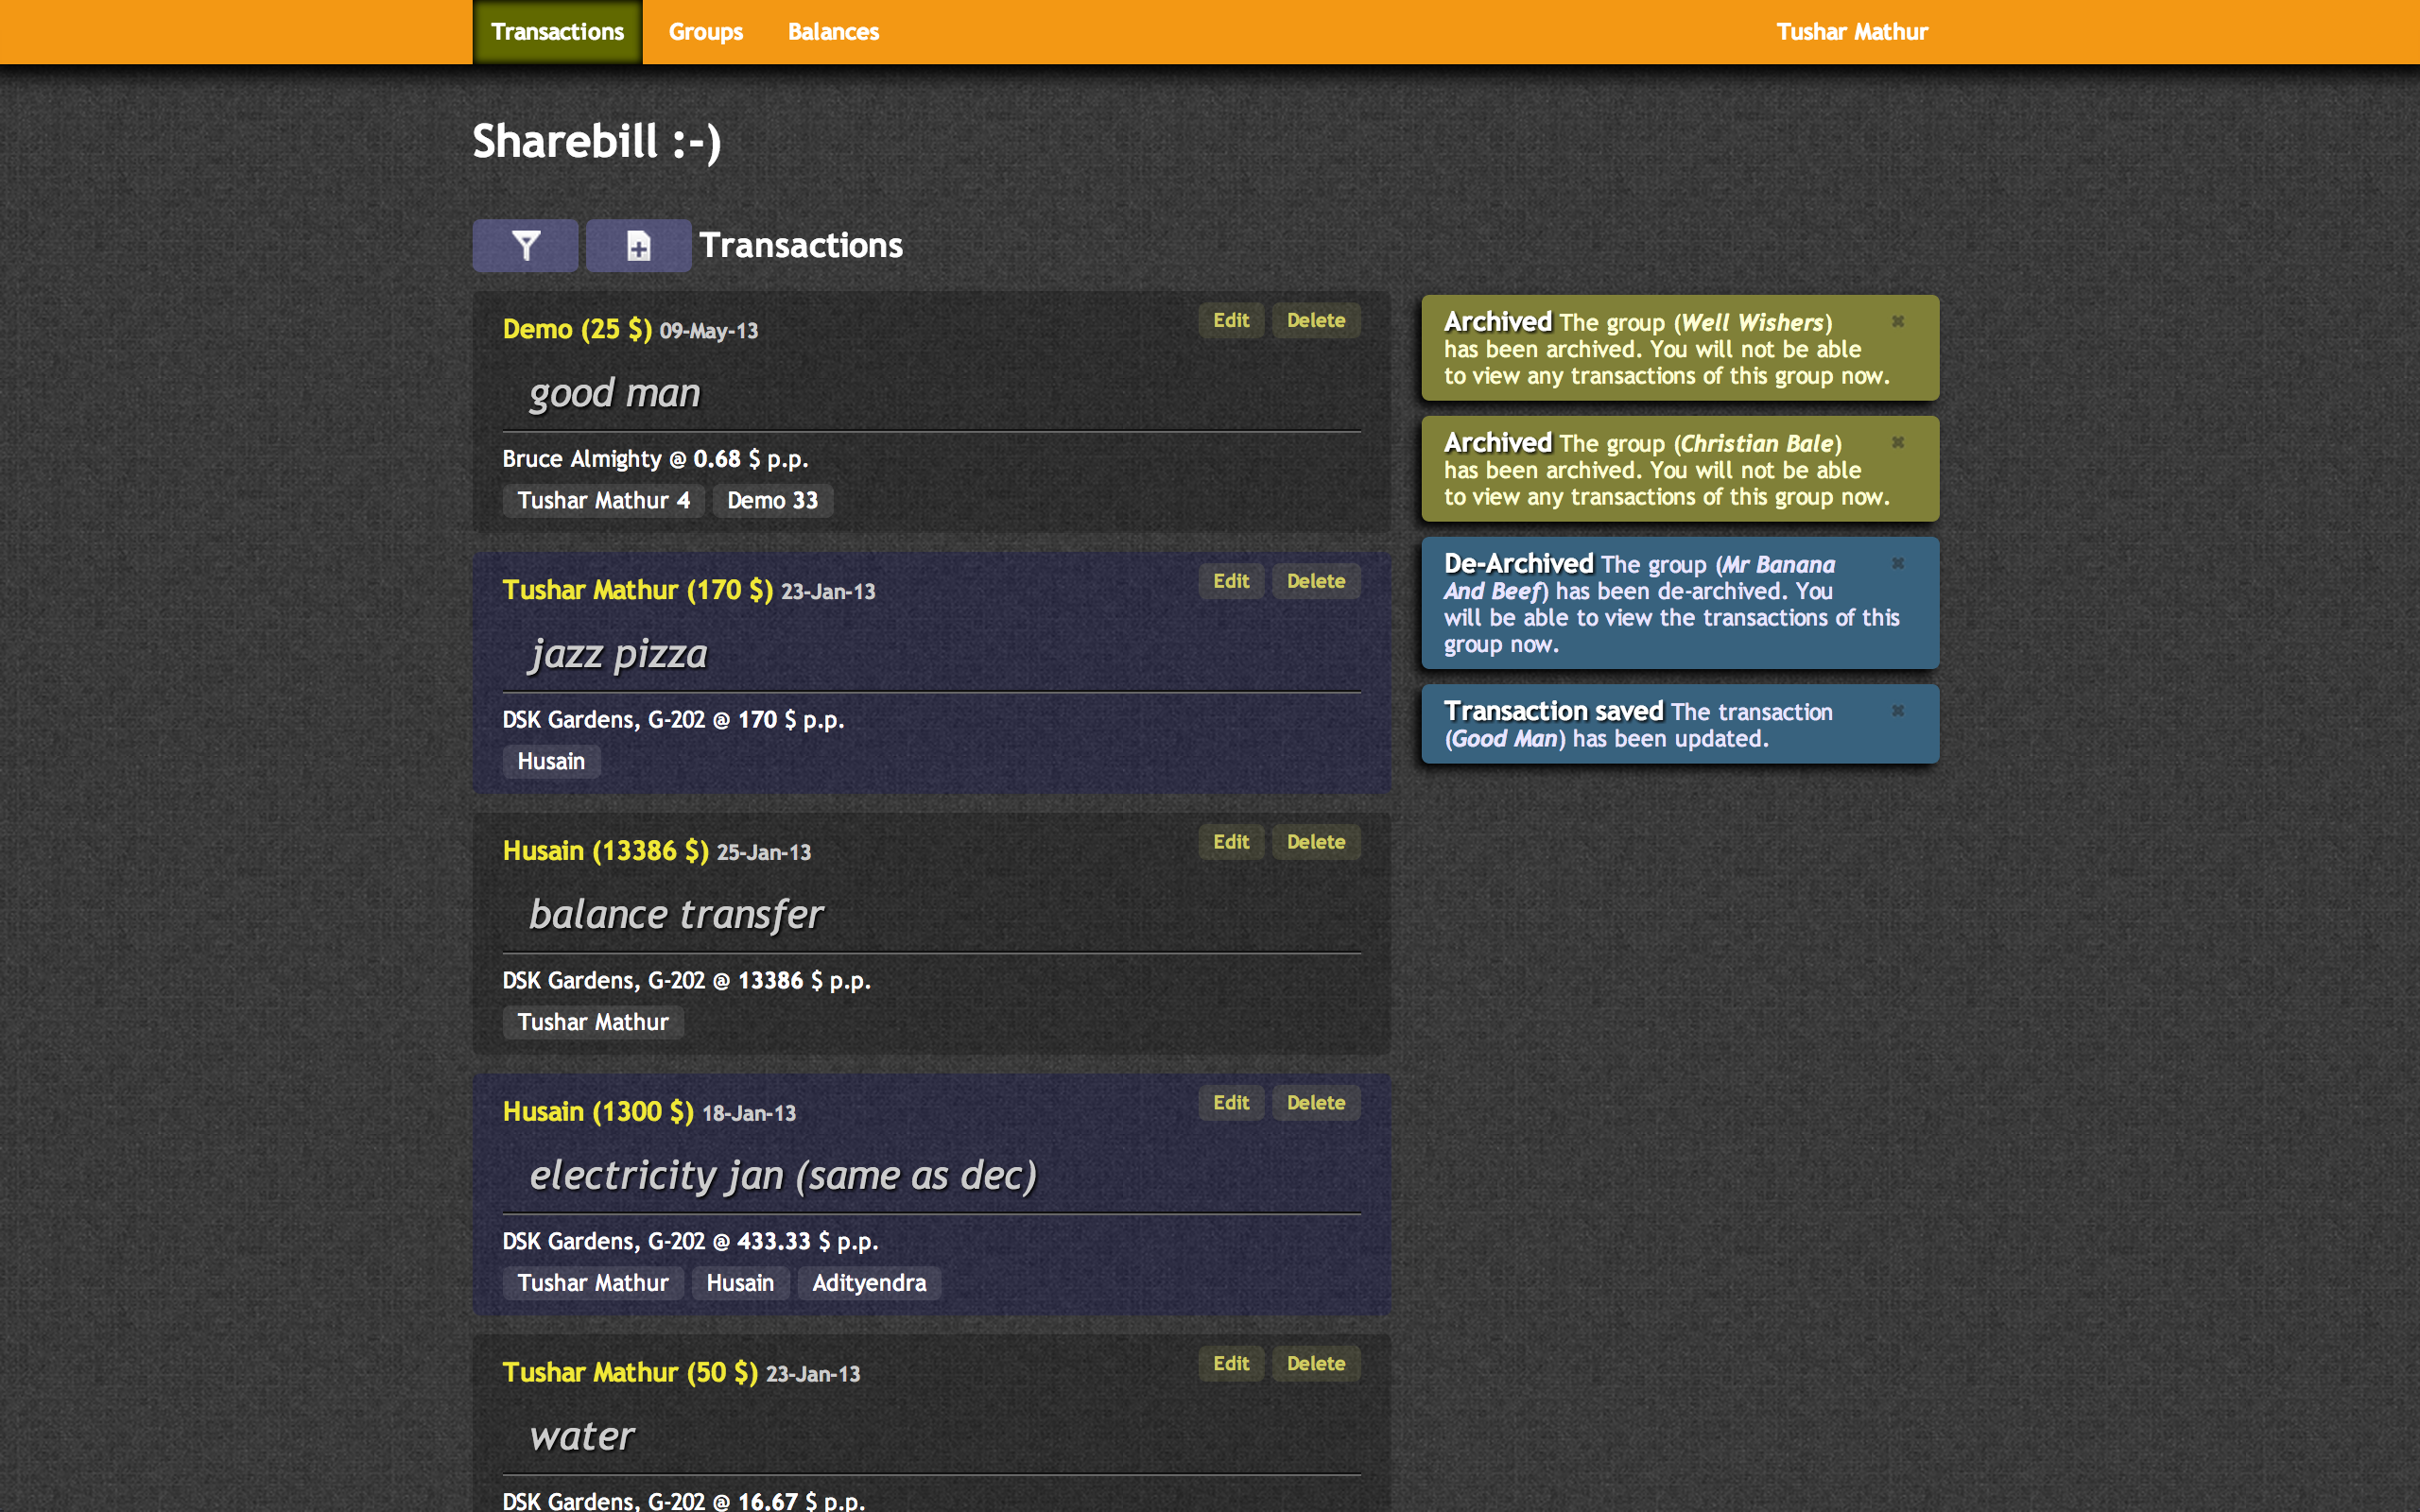 Transactions Groups Balances Tushar Mathur
Sharebill :-)
Transactions
Demo (25 $) 09-May-13 Edit Delete
good man
Bruce Almighty @ 0.68 $ p.p.
Tushar Mathur 4 Demo 33
Tushar Mathur (170 $) 23-Jan-13 Edit Delete
jazz pizza
DSK Gardens, G-202 @ 170 $ p.p.
Husain
Husain (13386 $) 25-Jan-13 Edit Delete
balance transfer
DSK Gardens, G-202 @ 13386 $ p.p.
Tushar Mathur
Husain (1300 $) 18-Jan-13 Edit Delete
electricity jan (same as dec)
DSK Gardens, G-202 @ 433.33 $ p.p.
Tushar Mathur Husain Adityendra
Tushar Mathur (50 $) 23-Jan-13 Edit Delete
water
DSK Gardens, G-202 @ 16.67 $ p.p.
Archived The group (Well Wishers)
has been archived. You will not be able
to view any transactions of this group now.
Archived The group (Christian Bale)
has been archived. You will not be able
to view any transactions of this group now.
De-Archived The group (Mr Banana
And Beef) has been de-archived. You
will be able to view the transactions of this
group now.
Transaction saved The transaction
(Good Man) has been updated.